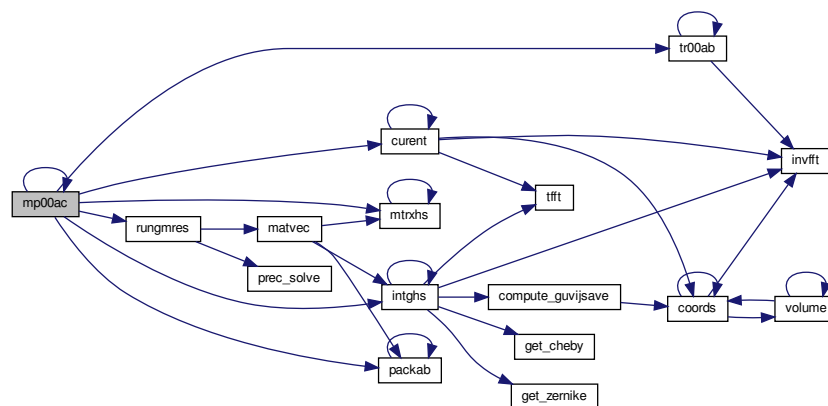 tr00ab
curent
invfft
mp00ac
tfft
mtrxhs
rungmres
matvec
prec_solve
intghs
compute_guvijsave
coords
volume
get_cheby
packab
get_zernike